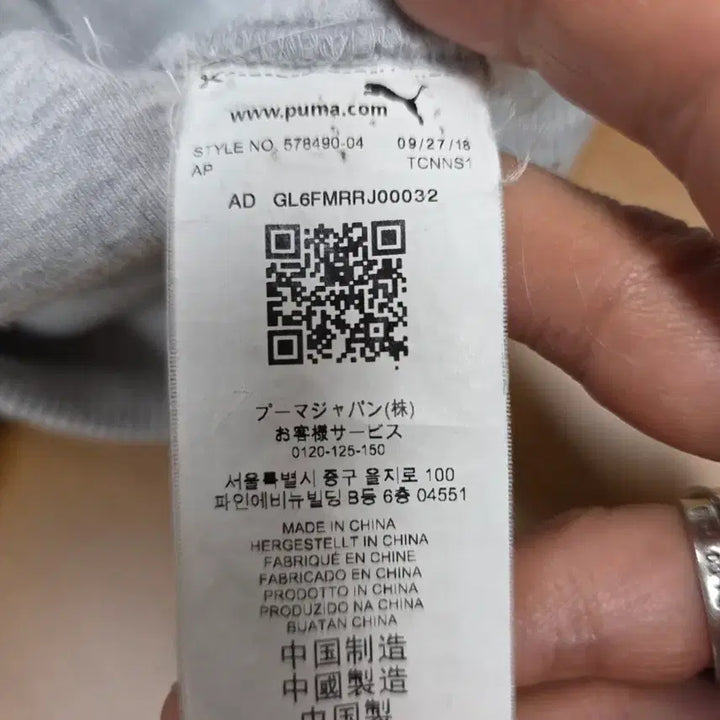 www.puma.com
STYLE NO. 578490-04 09/27/18
AP TCNNS1
AD GL6FMRRJ00032
プーマジャパン(株)
お客様サービス
0120-125-150
서울특별시 중구 을지로 100
파인에비뉴빌딩 B동 6층 04551
MADE IN CHINA
HERGESTELLT IN CHINA
FABRIQUÉ EN CHINE
FABRICADO EN CHINA
PRODOTTO IN CHINA
PRODUZIDO NA CHINA
BUATAN CHINA
中国制造
中國製造
中国製